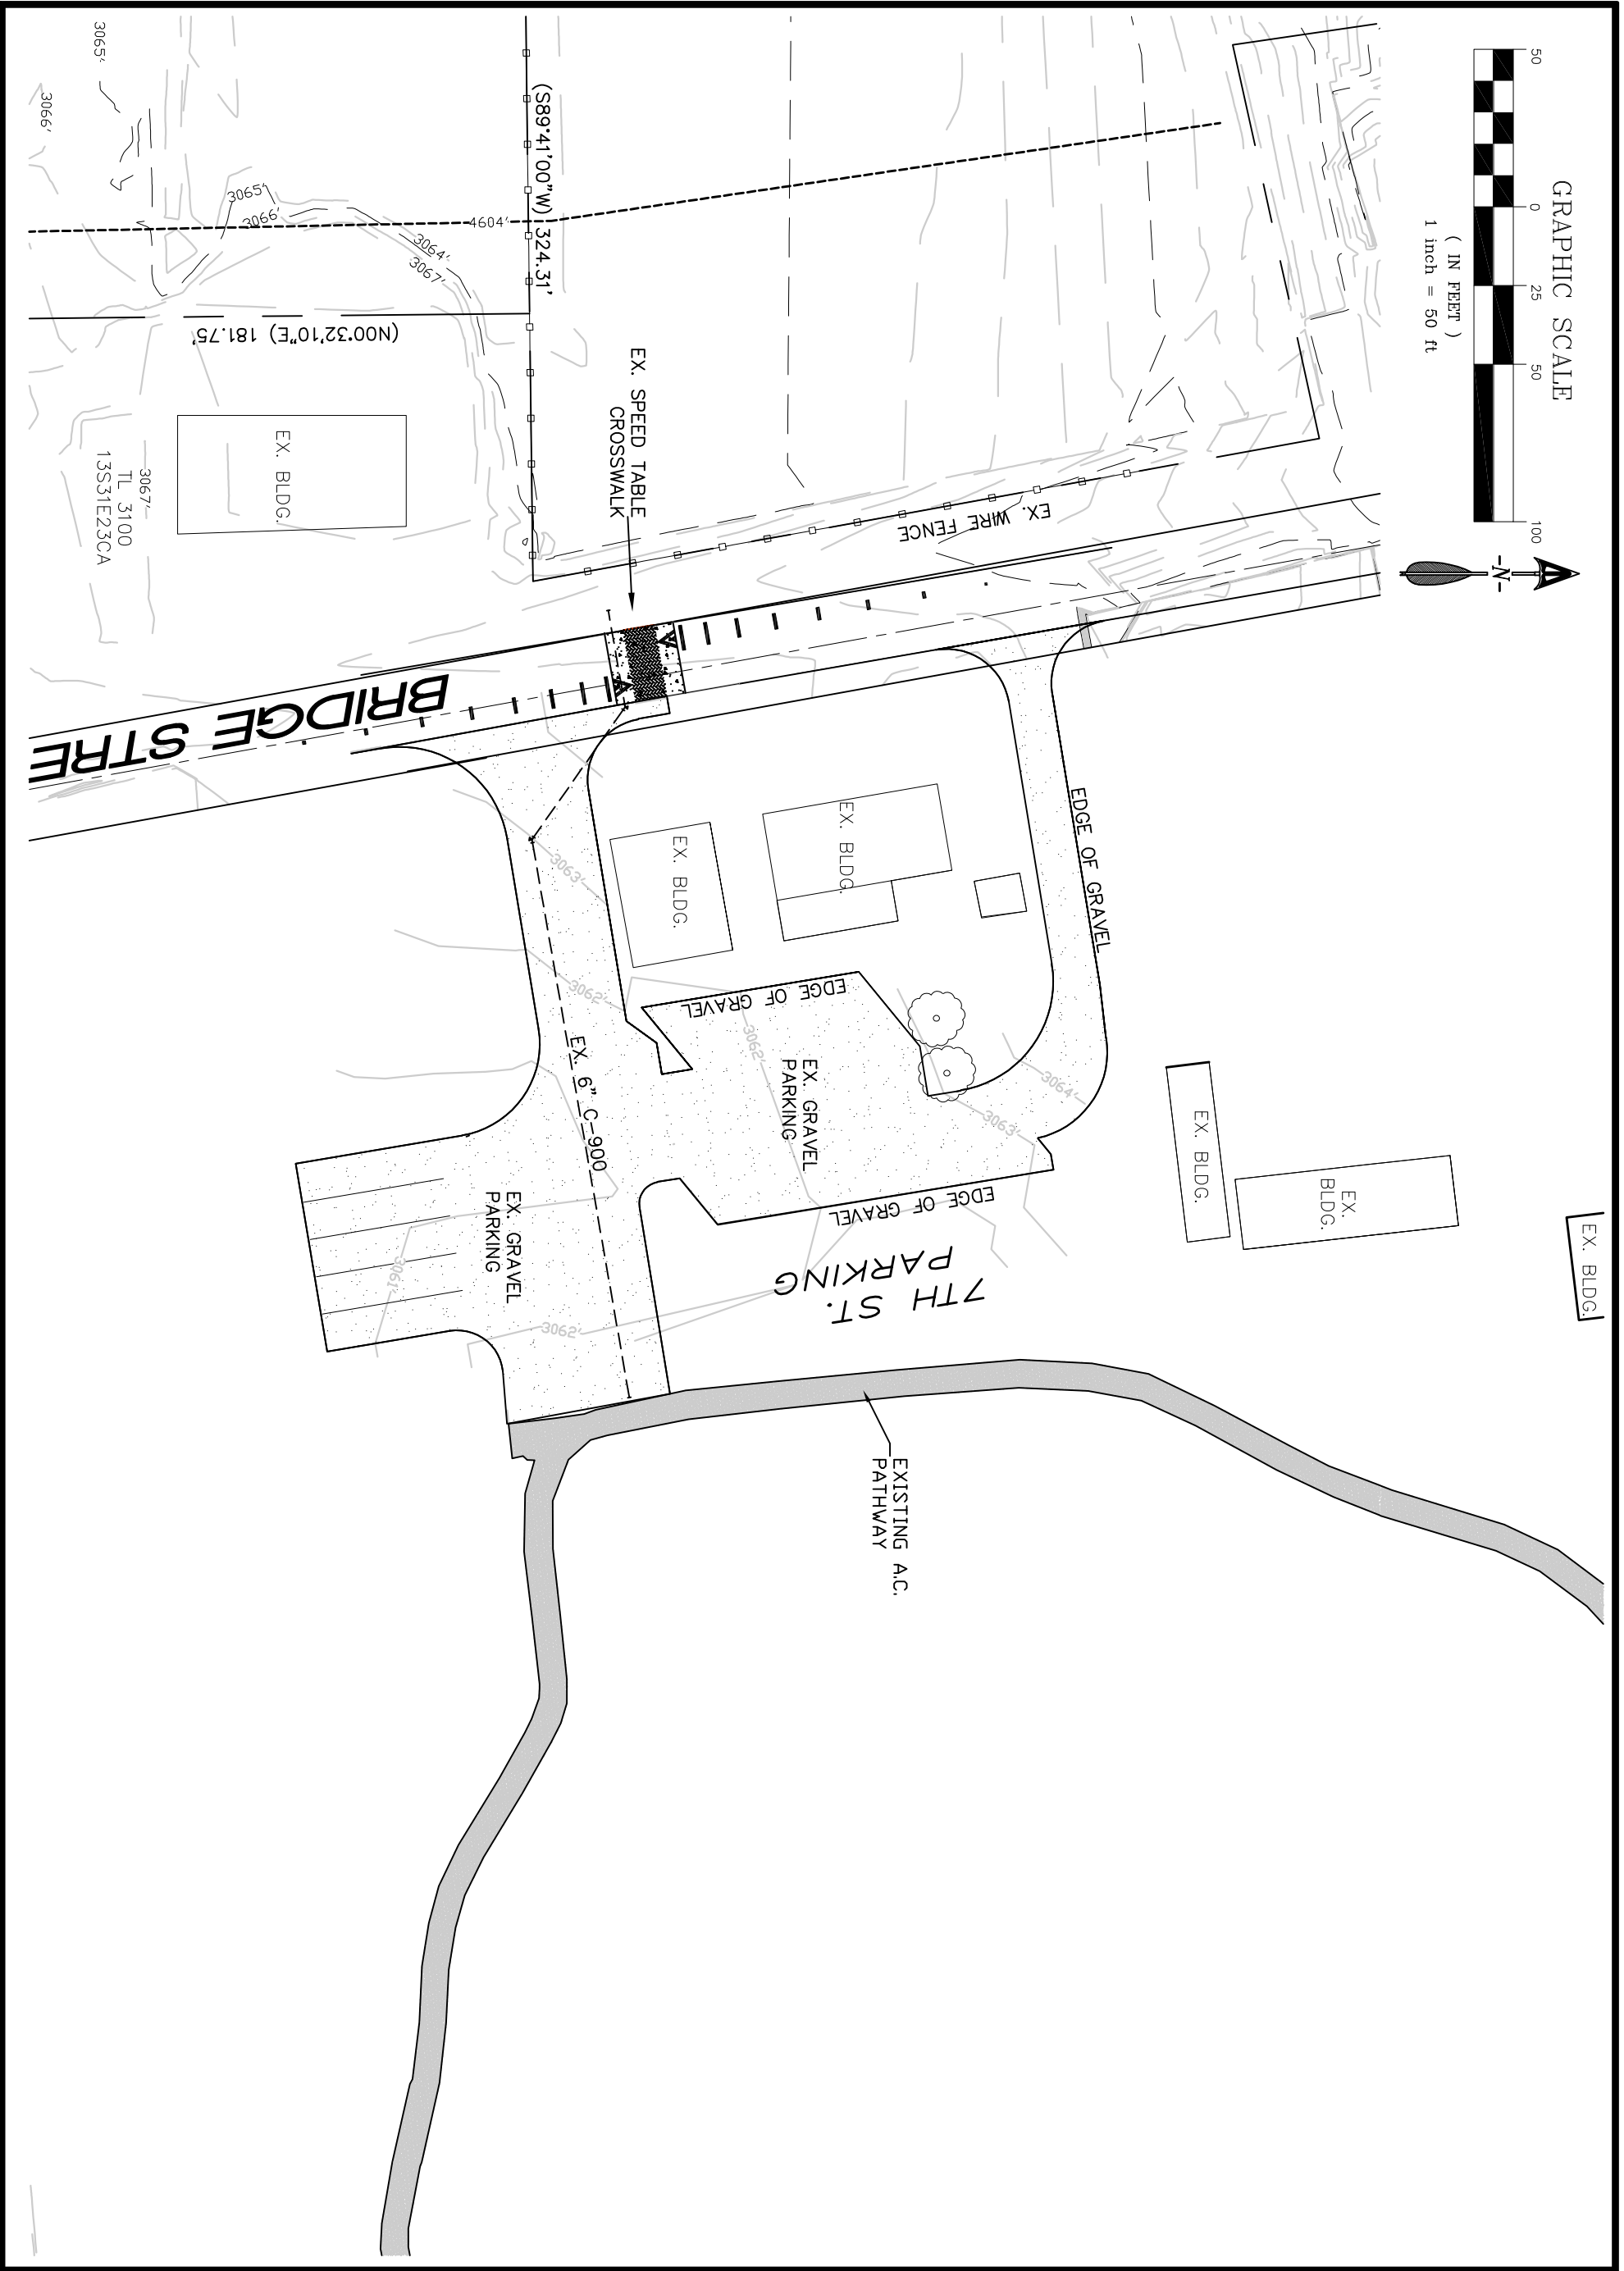 GRAPHIC SCALE
50
0
25
50
100
( IN FEET )
1 inch = 50 ft
-N-
3065'
3066'
(S89°41'00"W) 324.31'
3065'
3066'
4604'
3064'
3067'
(N00°32'10"E) 181.75'
EX. BLDG.
3067'
TL 3100
13S31E23CA
EX. SPEED TABLE
CROSSWALK
EX. WIRE FENCE
BRIDGE STRE
EX. BLDG.
EX. BLDG.
EDGE OF GRAVEL
3063'
3062'
EDGE OF GRAVEL
3062'
EX. 6" C-900
EX. GRAVEL
PARKING
3064'
3063'
EDGE OF GRAVEL
EX. GRAVEL
PARKING
3061'
3062'
7TH ST.
PARKING
EX. BLDG.
EX.
BLDG.
EX. BLDG.
EXISTING A.C.
PATHWAY